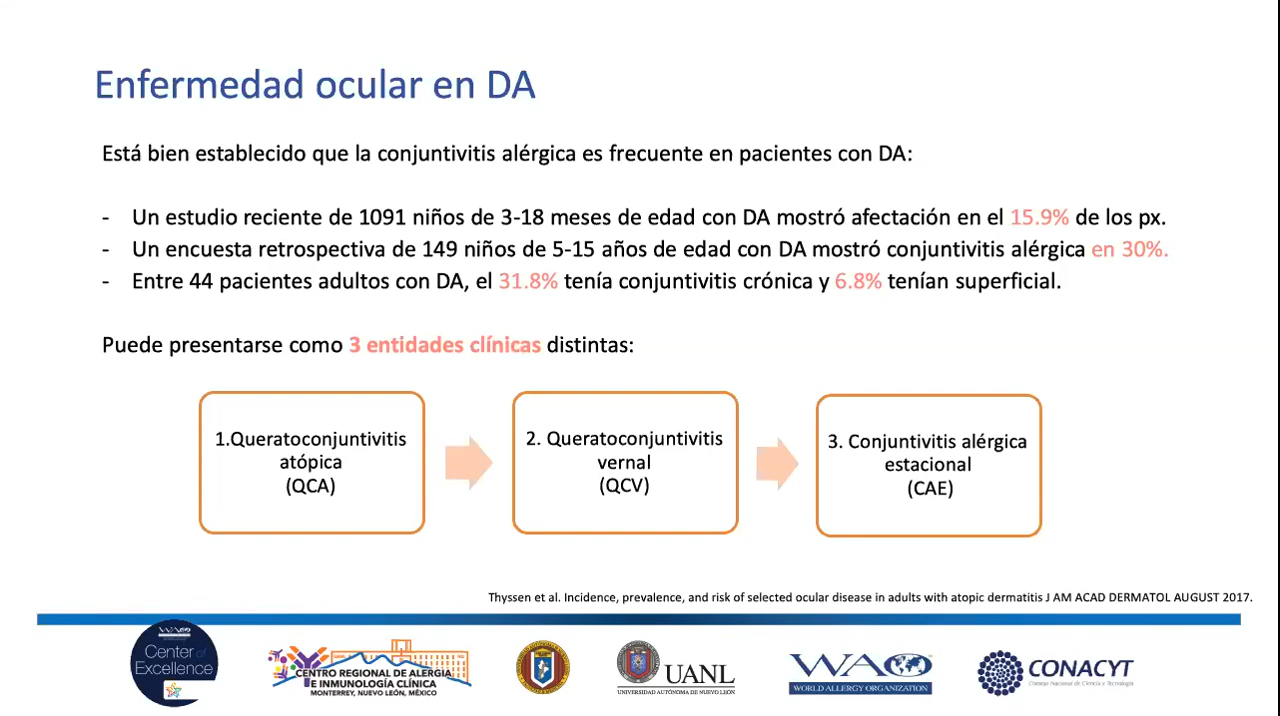 Enfermedad ocular en DA
Está bien establecido que la conjuntivitis alérgica es frecuente en pacientes con DA:
- Un estudio reciente de 1091 niños de 3-18 meses de edad con DA mostró afectación en el 15.9% de los px.
- Un encuesta retrospectiva de 149 niños de 5-15 años de edad con DA mostró conjuntivitis alérgica en 30%.
- Entre 44 pacientes adultos con DA, el 31.8% tenía conjuntivitis crónica y 6.8% tenían superficial.
Puede presentarse como 3 entidades clínicas distintas:
1.Queratoconjuntivitis
atópica
(QCA)
2. Queratoconjuntivitis
vernal
(QCV)
3. Conjuntivitis alérgica
estacional
(CAE)
Thyssen et al. Incidence, prevalence, and risk of selected ocular disease in adults with atopic dermatitis J AM ACAD DERMATOL AUGUST 2017.
WAO
Center of
Excellence
CENTRO REGIONAL DE ALERGIA
E INMUNOLOGÍA CLÍNICA
MONTERREY, NUEVO LEÓN, MÉXICO
UANL
UNIVERSIDAD AUTÓNOMA DE NUEVO LEÓN
WAO
WORLD ALLERGY ORGANIZATION
CONACYT
Consejo Nacional de Ciencia y Tecnología